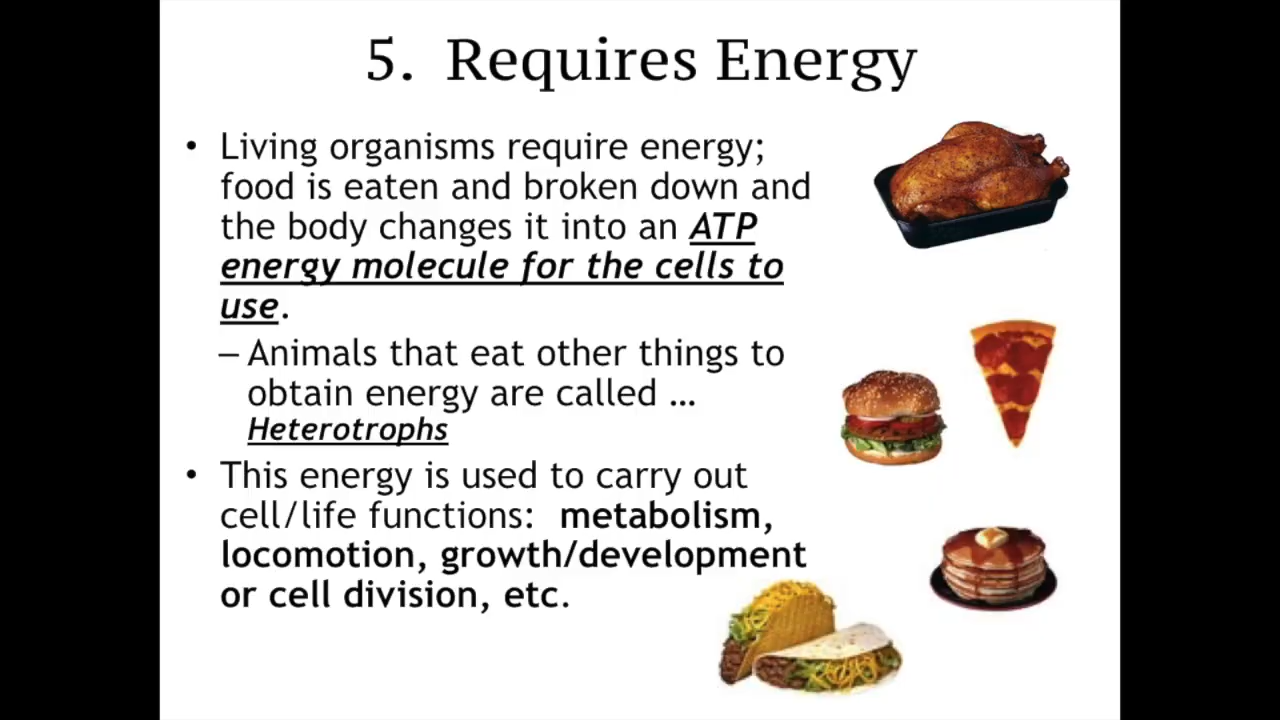 5. Requires Energy
• Living organisms require energy;
food is eaten and broken down and
the body changes it into an ATP
energy molecule for the cells to
use.
– Animals that eat other things to
obtain energy are called …
Heterotrophs
• This energy is used to carry out
cell/life functions: metabolism,
locomotion, growth/development
or cell division, etc.